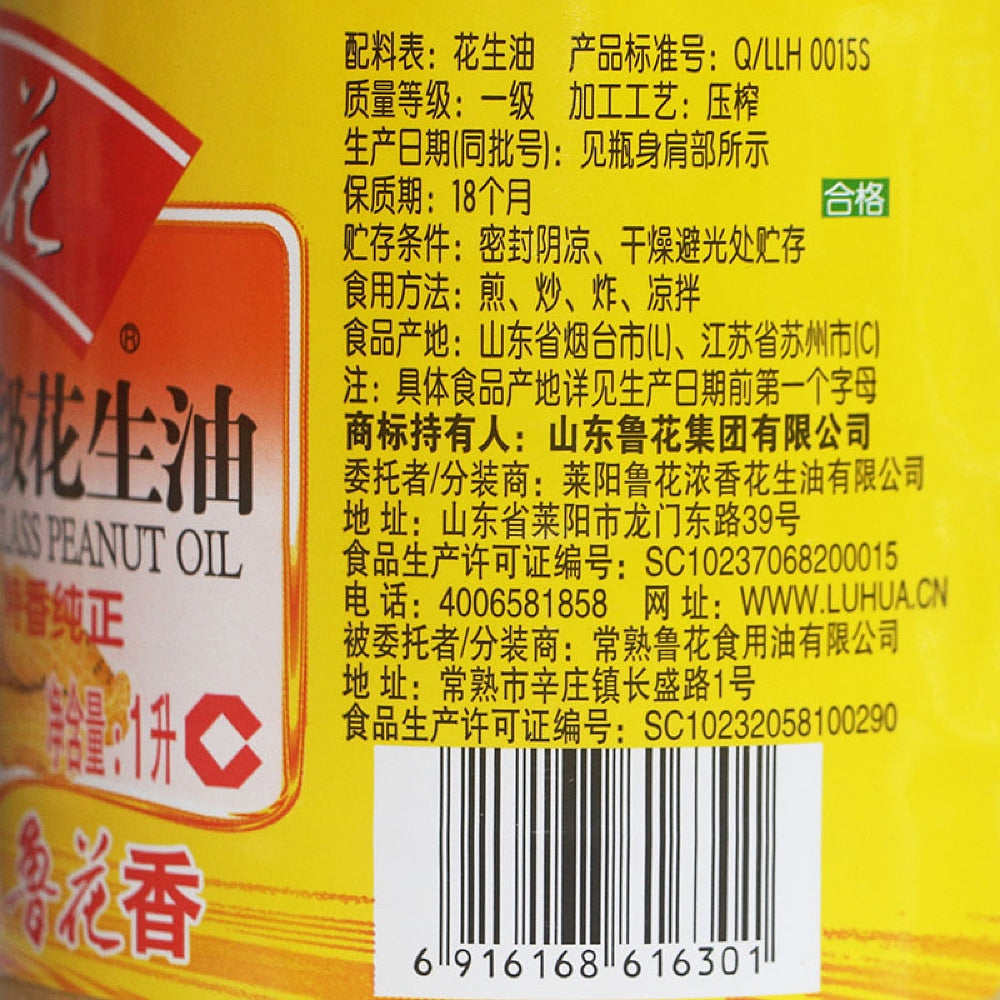 花
®
级花生油
LASS PEANUT OIL
香纯正
净含量:1升
鲁花香
配料表：花生油 产品标准号：Q/LLH 0015S
质量等级：一级 加工工艺：压榨
生产日期(同批号)：见瓶身肩部所示
保质期：18个月
合格
贮存条件：密封阴凉、干燥避光处贮存
食用方法：煎、炒、炸、凉拌
食品产地：山东省烟台市(L)、江苏省苏州市(C)
注：具体食品产地详见生产日期前第一个字母
商标持有人：山东鲁花集团有限公司
委托者/分装商：莱阳鲁花浓香花生油有限公司
地 址：山东省莱阳市龙门东路39号
食品生产许可证编号：SC10237068200015
电 话：4006581858 网 址：WWW.LUHUA.CN
被委托者/分装商：常熟鲁花食用油有限公司
地 址：常熟市辛庄镇长盛路1号
食品生产许可证编号：SC10232058100290
6 916168 616301